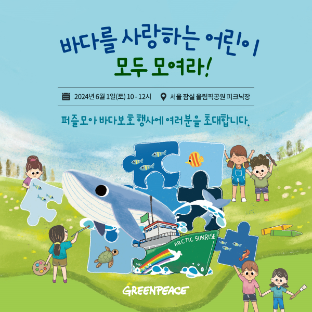 바다를 사랑하는 어린이
모두 모여라!
2024년 6월 1일(토) 10 - 12시
서울 잠실 올림픽공원 피크닉장
퍼즐모아 바다보호 행사에 여러분을 초대합니다.
ARCTIC SUNRISE
GREENPEACE